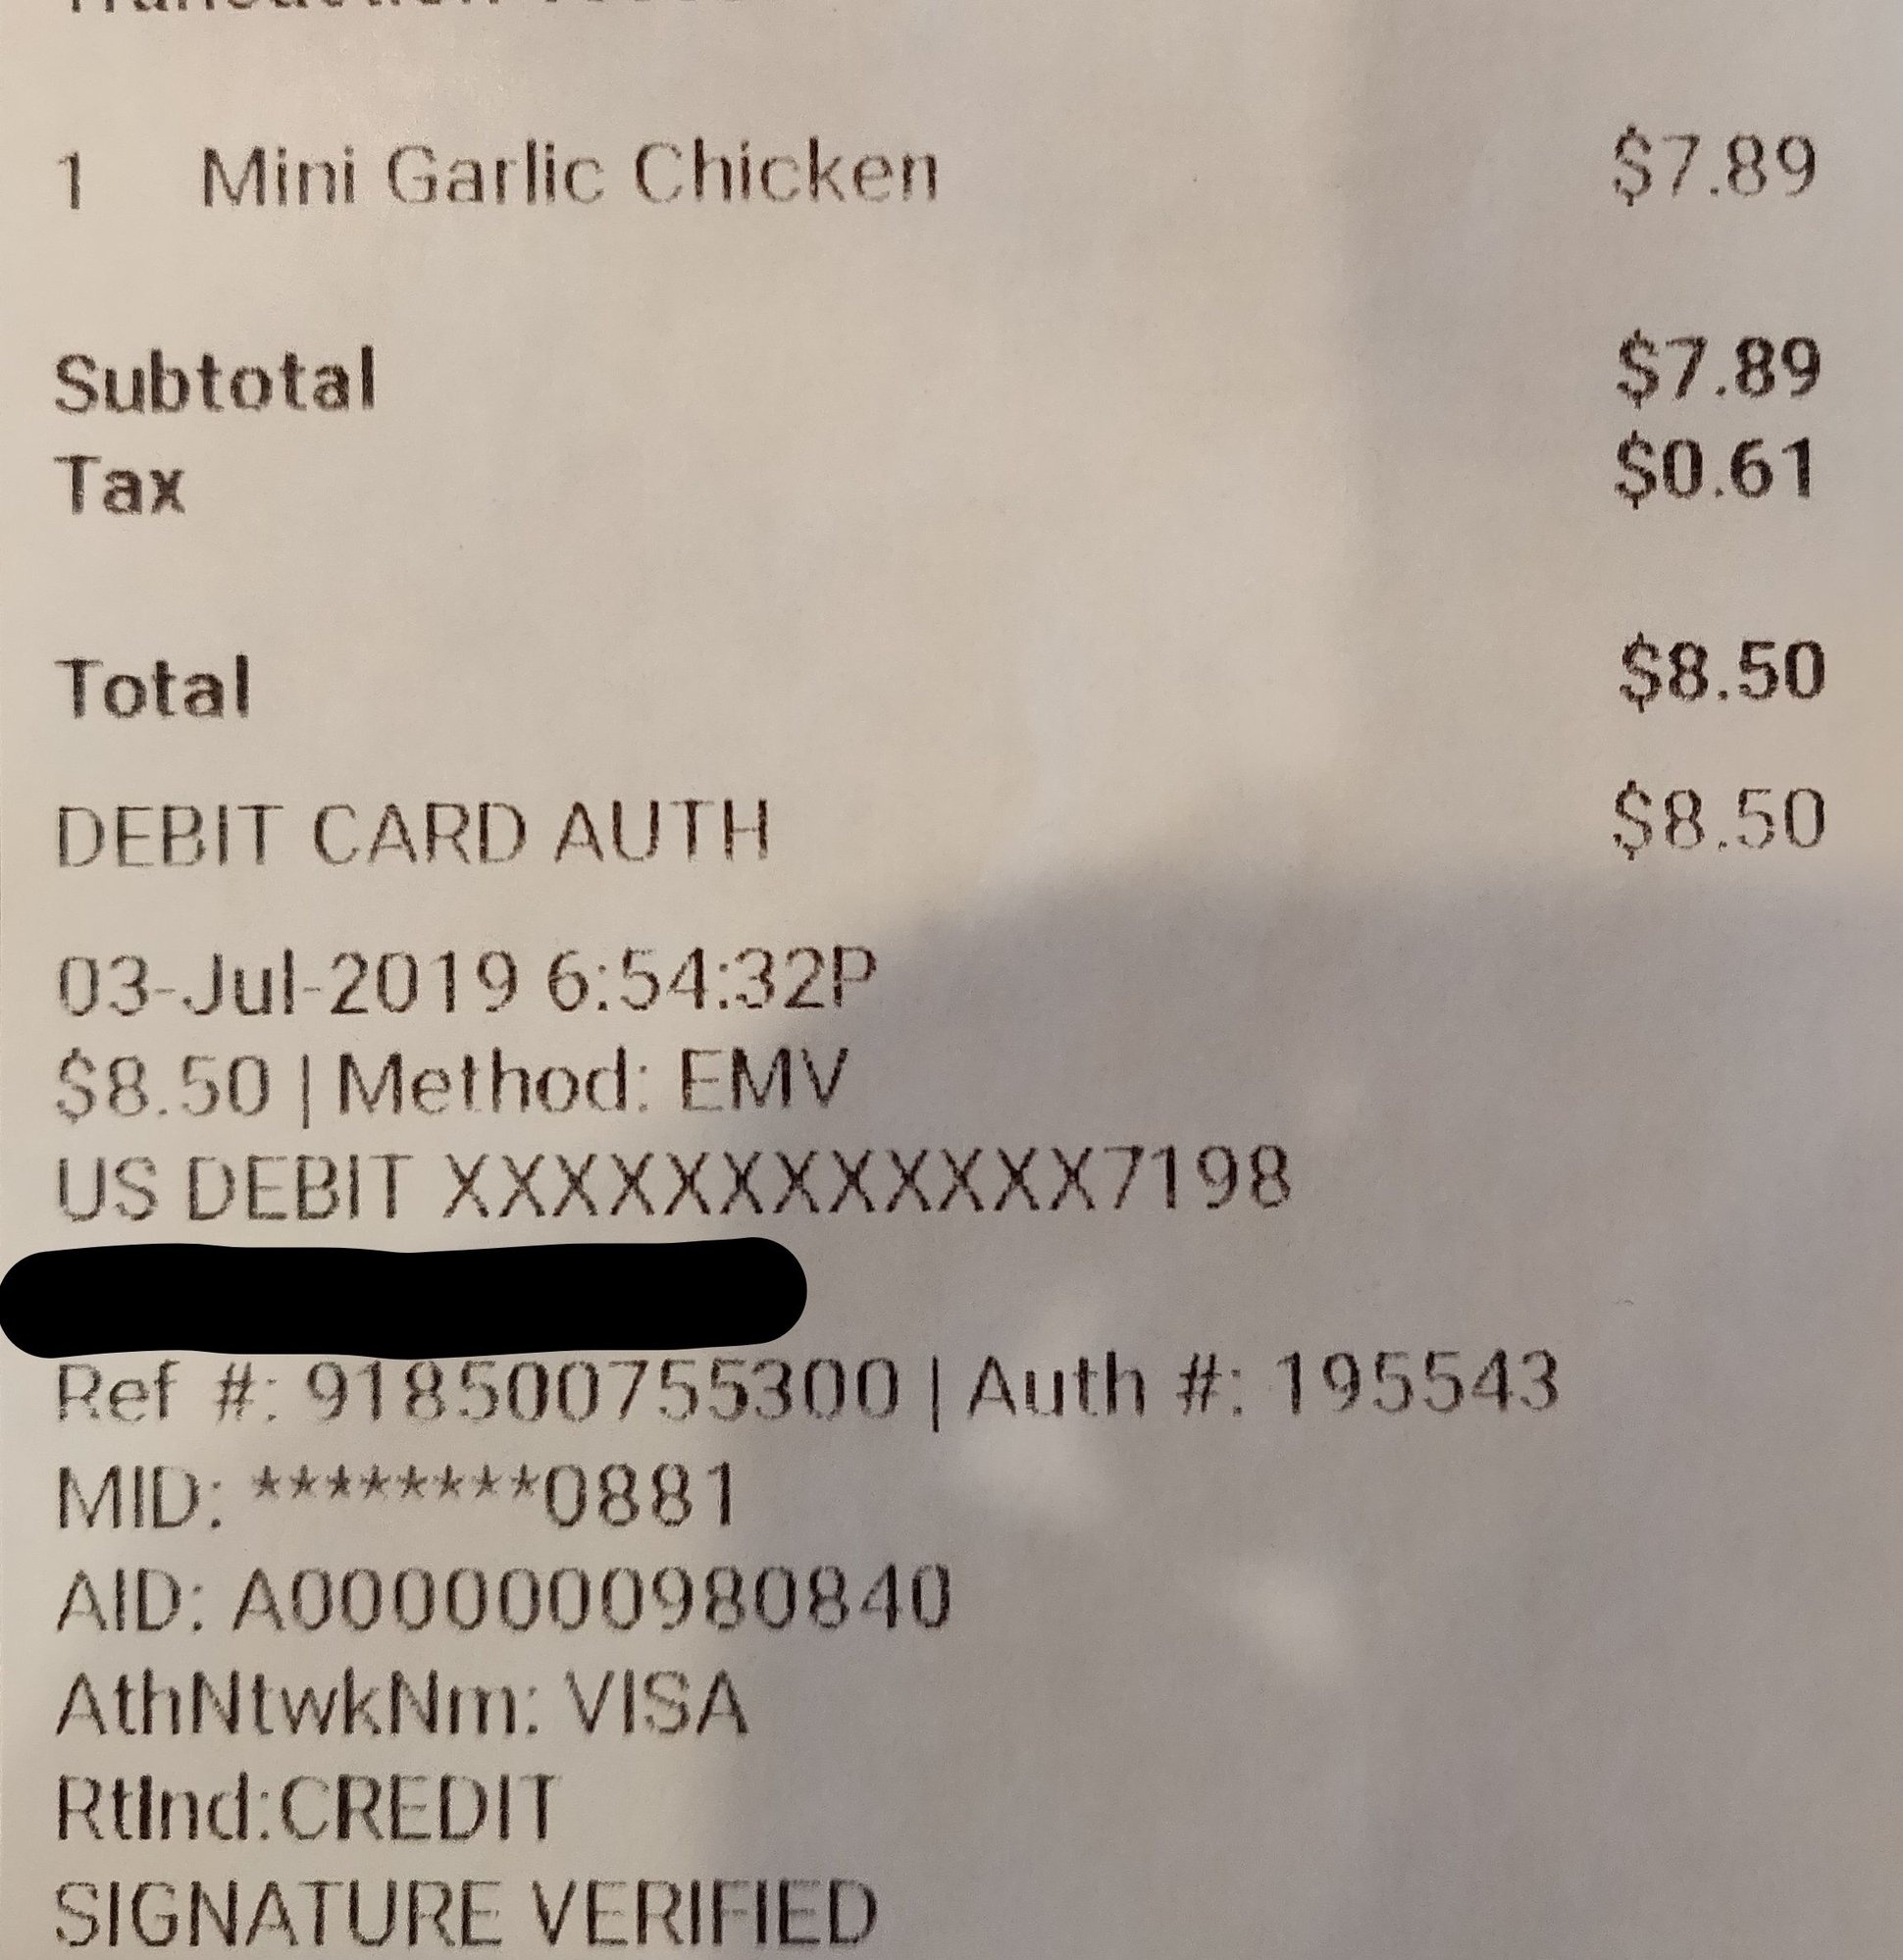 1 Mini Garlic Chicken $7.89
Subtotal $7.89
Tax $0.61
Total $8.50
DEBIT CARD AUTH $8.50
03-Jul-2019 6:54:32P
$8.50 | Method: EMV
US DEBIT XXXXXXXXXXXX7198
Ref #: 918500755300 | Auth #: 195543
MID: ********0881
AID: A0000000980840
AthNtwkNm: VISA
RtInd:CREDIT
SIGNATURE VERIFIED